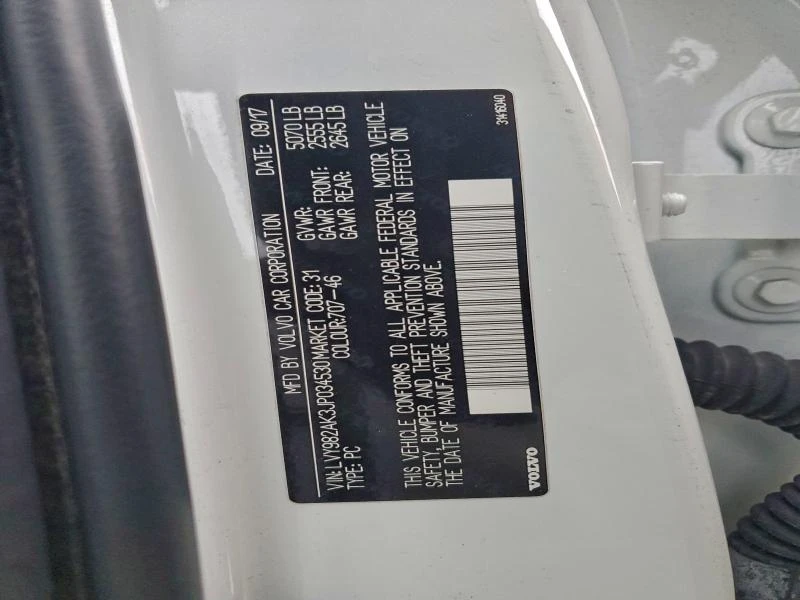 MFD BY VOLVO CAR CORPORATION DATE: 09/17
VIN: LVY982AK3JP034530 MARKET CODE: 31 GVWR: 5070 LB
TYPE: PC COLOUR: 707-46 GAWR FRONT: 2555 LB
GAWR REAR: 2645 LB
THIS VEHICLE CONFORMS TO ALL APPLICABLE FEDERAL MOTOR VEHICLE
SAFETY, BUMPER AND THEFT PREVENTION STANDARDS IN EFFECT ON
THE DATE OF MANUFACTURE SHOWN ABOVE.
VOLVO 31416040